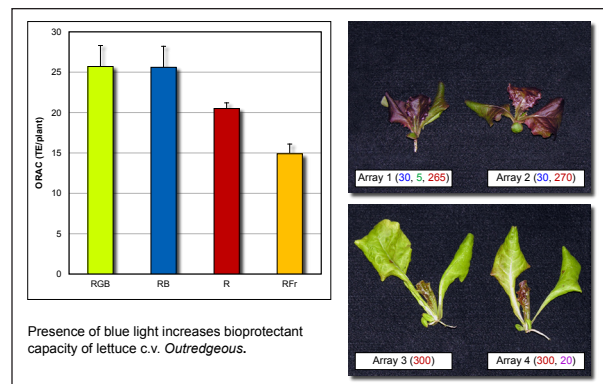 30
25
20
15
10
5
0
ORAC (TE/plant)
RGB RB R RFr
Presence of blue light increases bioprotectant
capacity of lettuce c.v. Outredgeous.
Array 1 (30, 5, 265) Array 2 (30, 270)
Array 3 (300) Array 4 (300, 20)